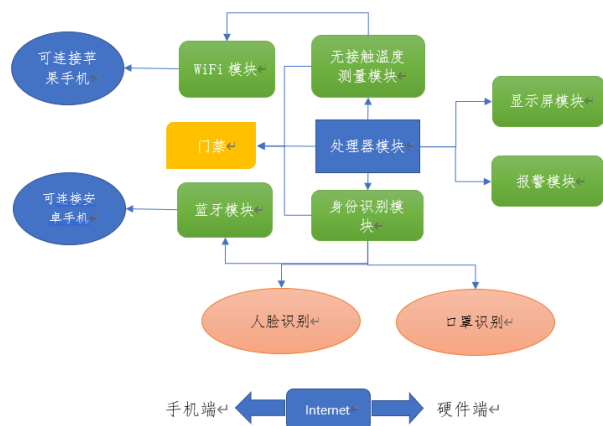 可连接苹
果手机
WiFi 模块
无接触温度
测量模块
显示屏模块
门禁
处理器模块
报警模块
可连接安
卓手机
蓝牙模块
身份识别模
块
人脸识别
口罩识别
手机端
Internet
硬件端